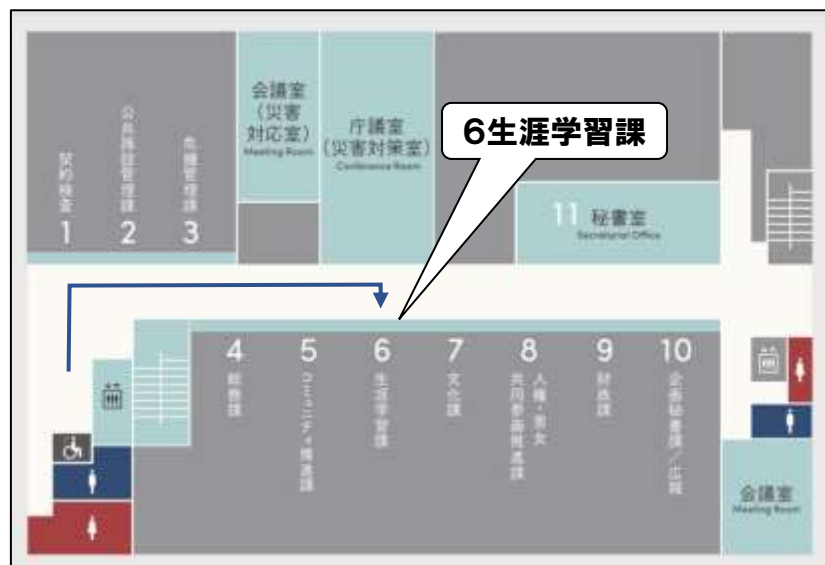 会議室
(災害
対応室)
Meeting Room
庁議室
(災害対策室)
Conference Room
6生涯学習課
契約検査
1
公共施設管理課
2
危機管理課
3
11 秘書室
Secretarial Office
4
総務課
5
コミュニティ推進課
6
生涯学習課
7
文化課
8
人権・男女
共同参画推進課
9
財政課
10
企画秘書課/広報
会議室
Meeting Room